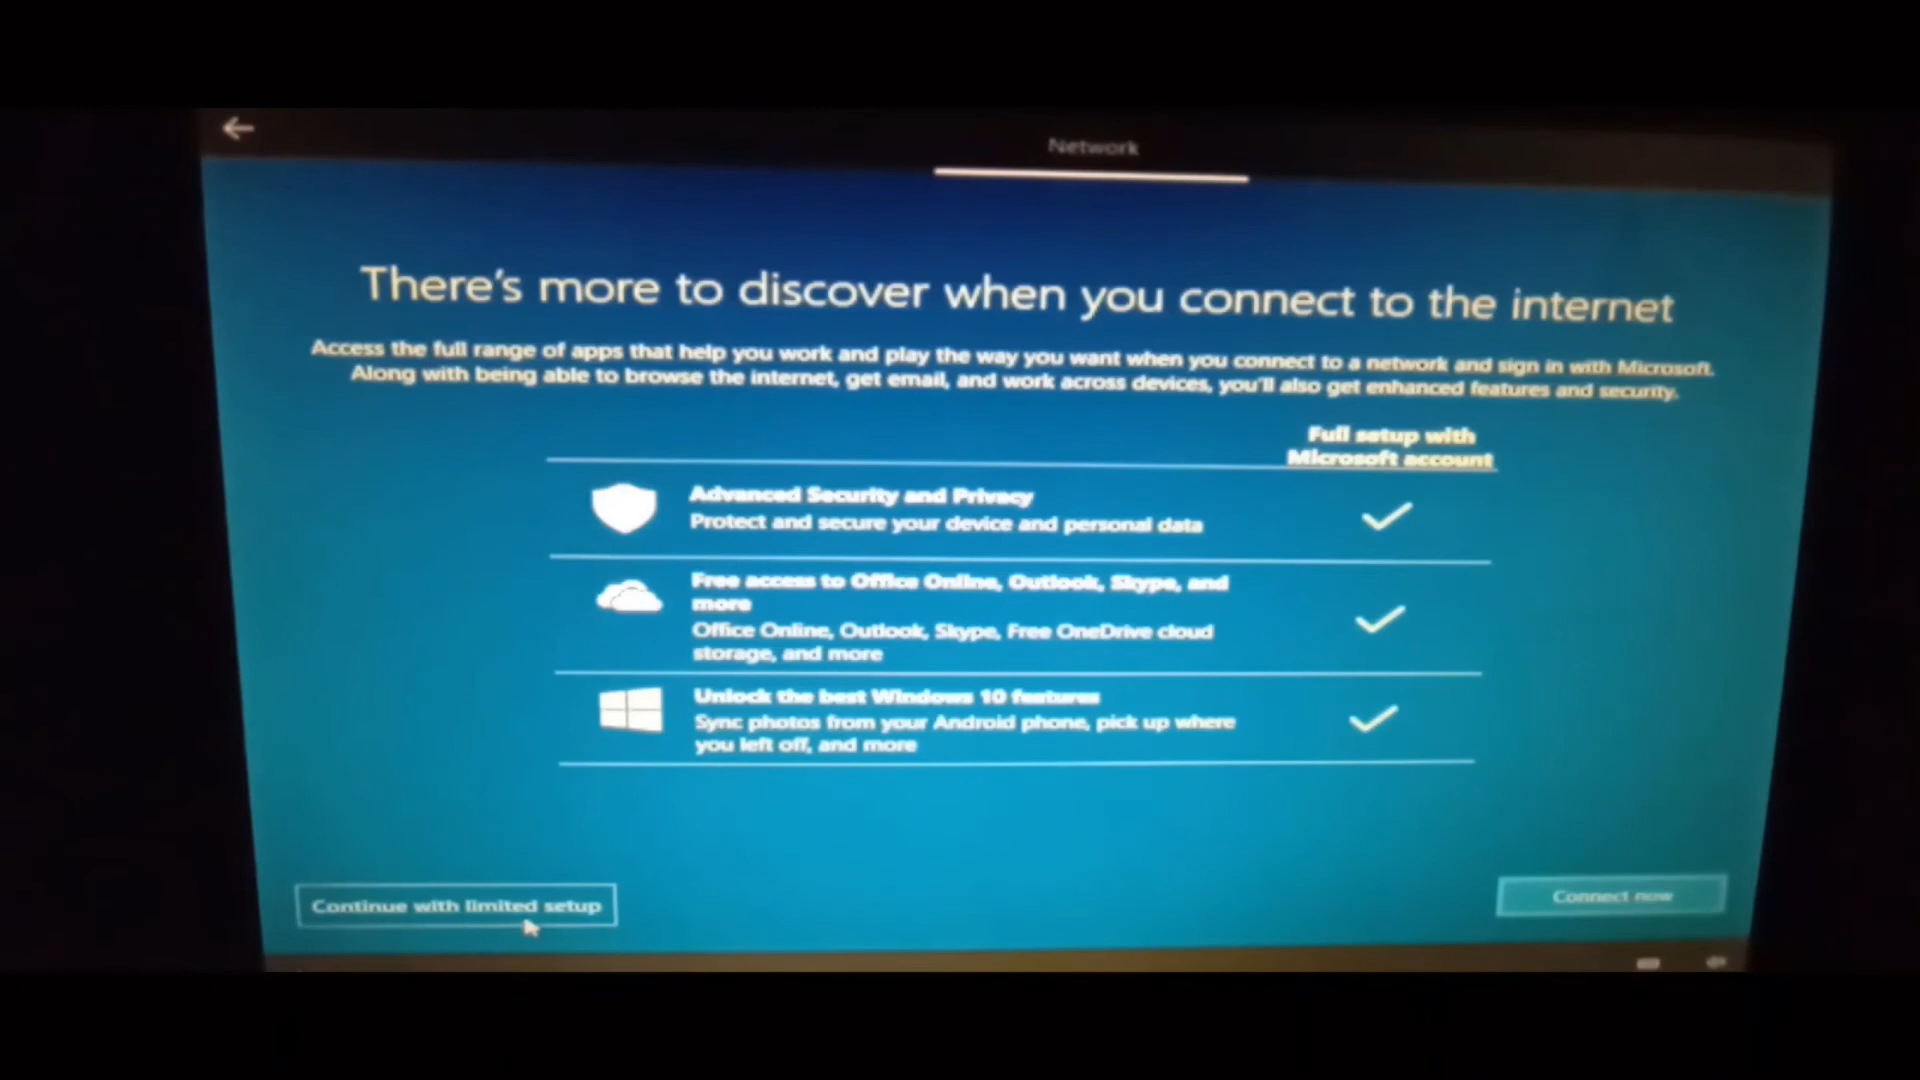 Network
There's more to discover when you connect to the internet
Access the full range of apps that help you work and play the way you want when you connect to a network and sign in with Microsoft.
Along with being able to browse the internet, get email, and work across devices, you'll also get enhanced features and security.
Full setup with
Microsoft account
Advanced Security and Privacy
Protect and secure your device and personal data
Free access to Office Online, Outlook, Skype, and
more
Office Online, Outlook, Skype, Free OneDrive cloud
storage, and more
Unlock the best Windows 10 features
Sync photos from your Android phone, pick up where
you left off, and more
Continue with limited setup
Connect now